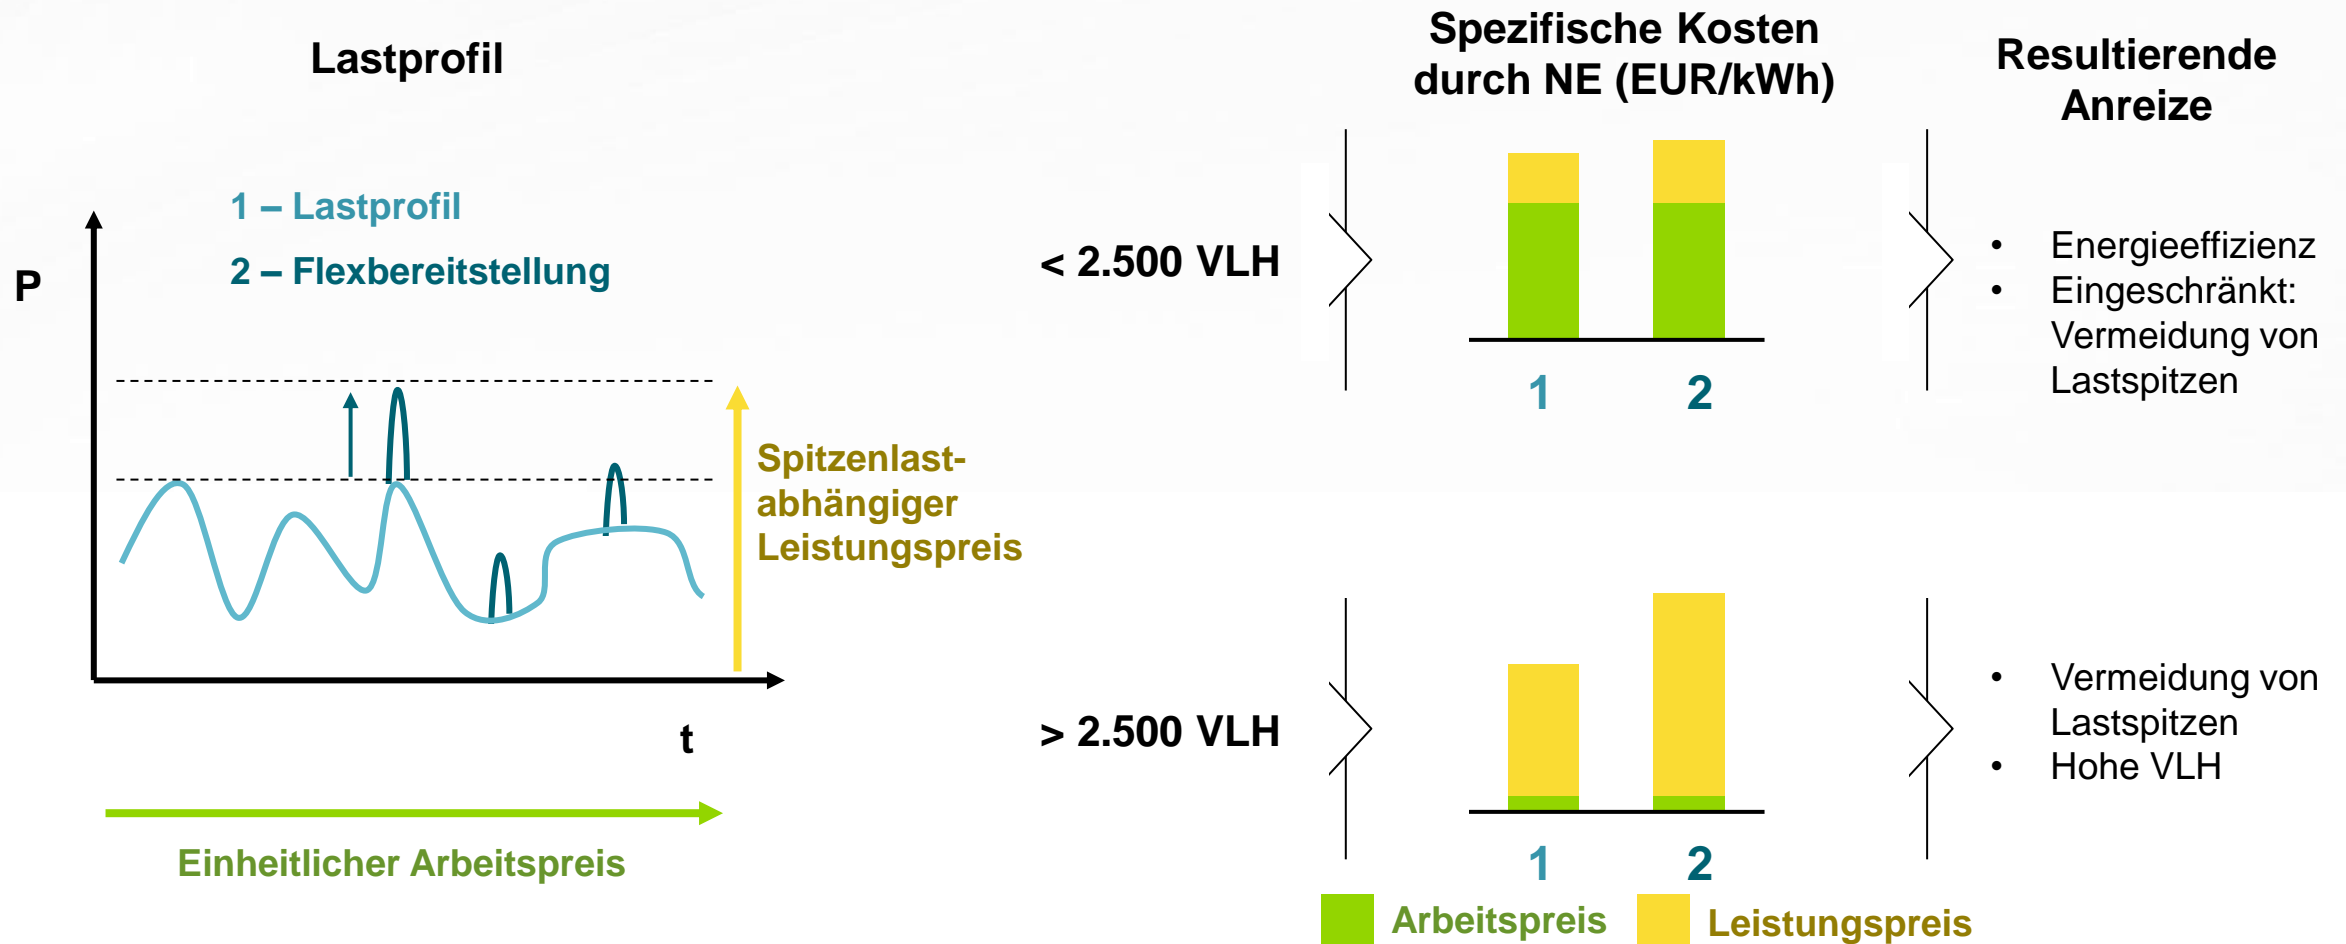 Lastprofil
1 – Lastprofil
2 – Flexbereitstellung
P
Spitzenlast-
abhängiger
Leistungspreis
t
Einheitlicher Arbeitspreis
< 2.500 VLH
> 2.500 VLH
Spezifische Kosten
durch NE (EUR/kWh)
1 2
1 2
Arbeitspreis Leistungspreis
Resultierende
Anreize
• Energieeffizienz
• Eingeschränkt:
Vermeidung von
Lastspitzen
• Vermeidung von
Lastspitzen
• Hohe VLH